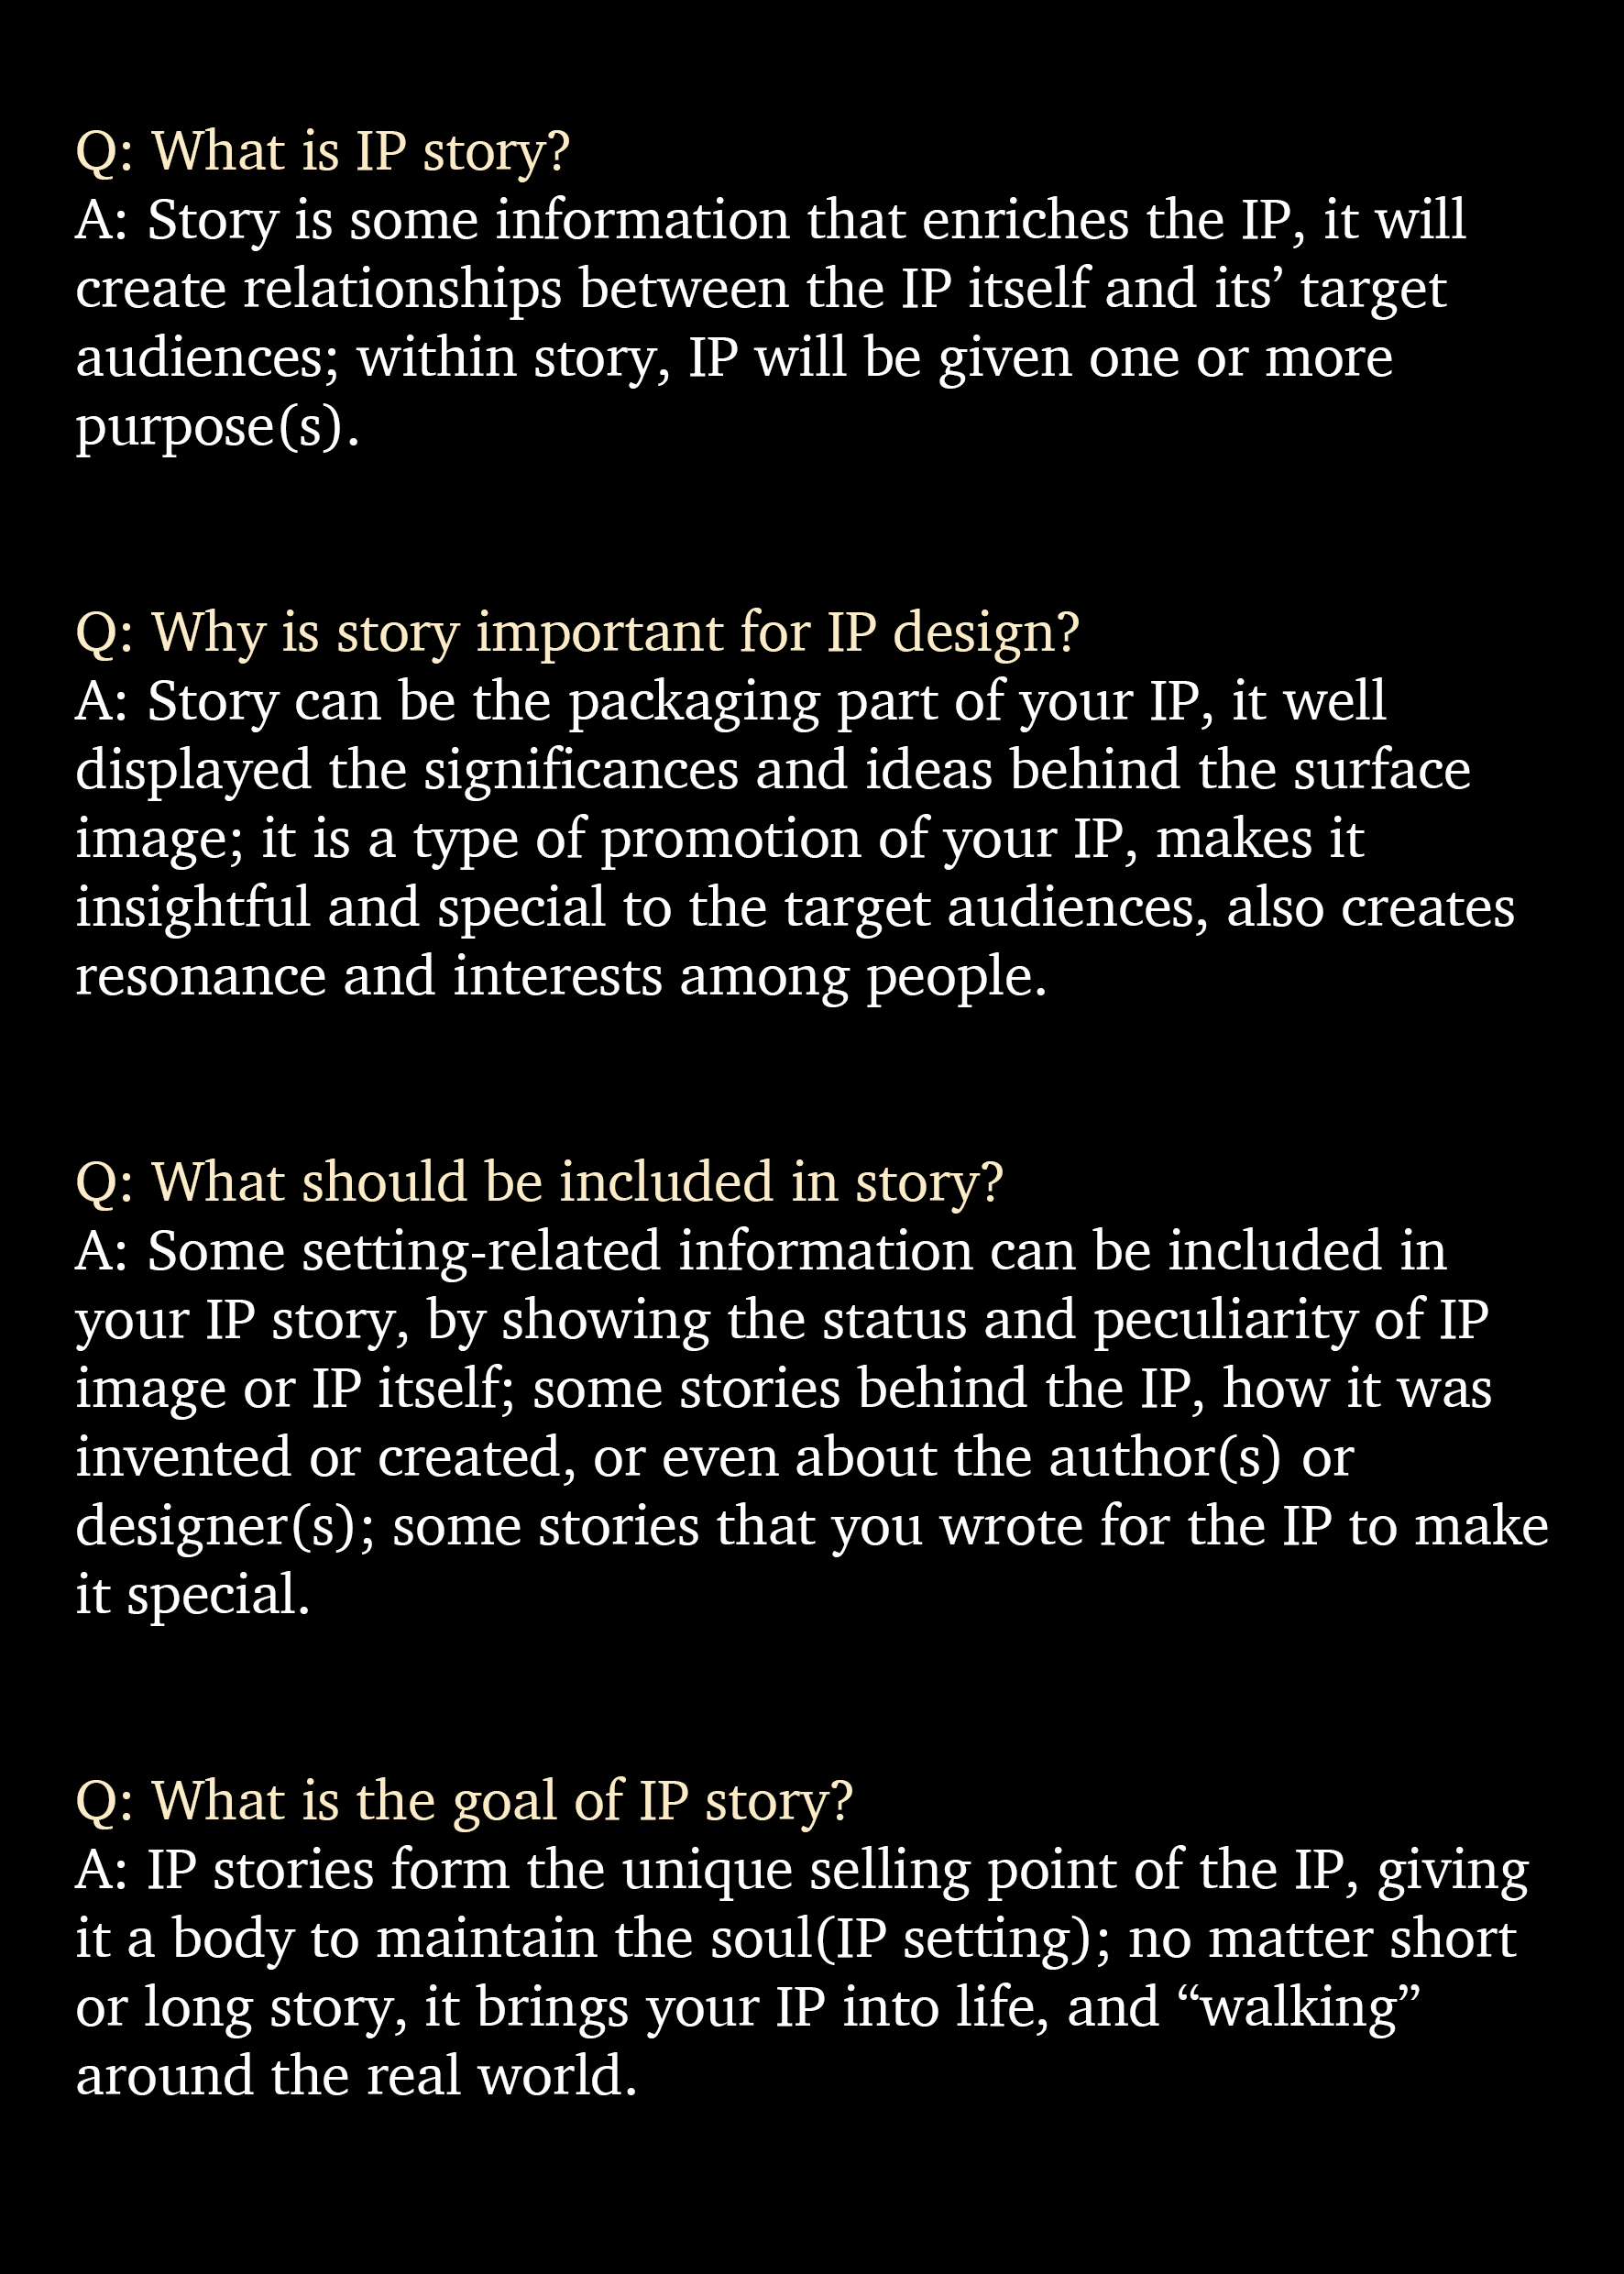 Q: What is IP story?
A: Story is some information that enriches the IP, it will
create relationships between the IP itself and its’ target
audiences; within story, IP will be given one or more
purpose(s).
Q: Why is story important for IP design?
A: Story can be the packaging part of your IP, it well
displayed the significances and ideas behind the surface
image; it is a type of promotion of your IP, makes it
insightful and special to the target audiences, also creates
resonance and interests among people.
Q: What should be included in story?
A: Some setting-related information can be included in
your IP story, by showing the status and peculiarity of IP
image or IP itself; some stories behind the IP, how it was
invented or created, or even about the author(s) or
designer(s); some stories that you wrote for the IP to make
it special.
Q: What is the goal of IP story?
A: IP stories form the unique selling point of the IP, giving
it a body to maintain the soul(IP setting); no matter short
or long story, it brings your IP into life, and “walking”
around the real world.